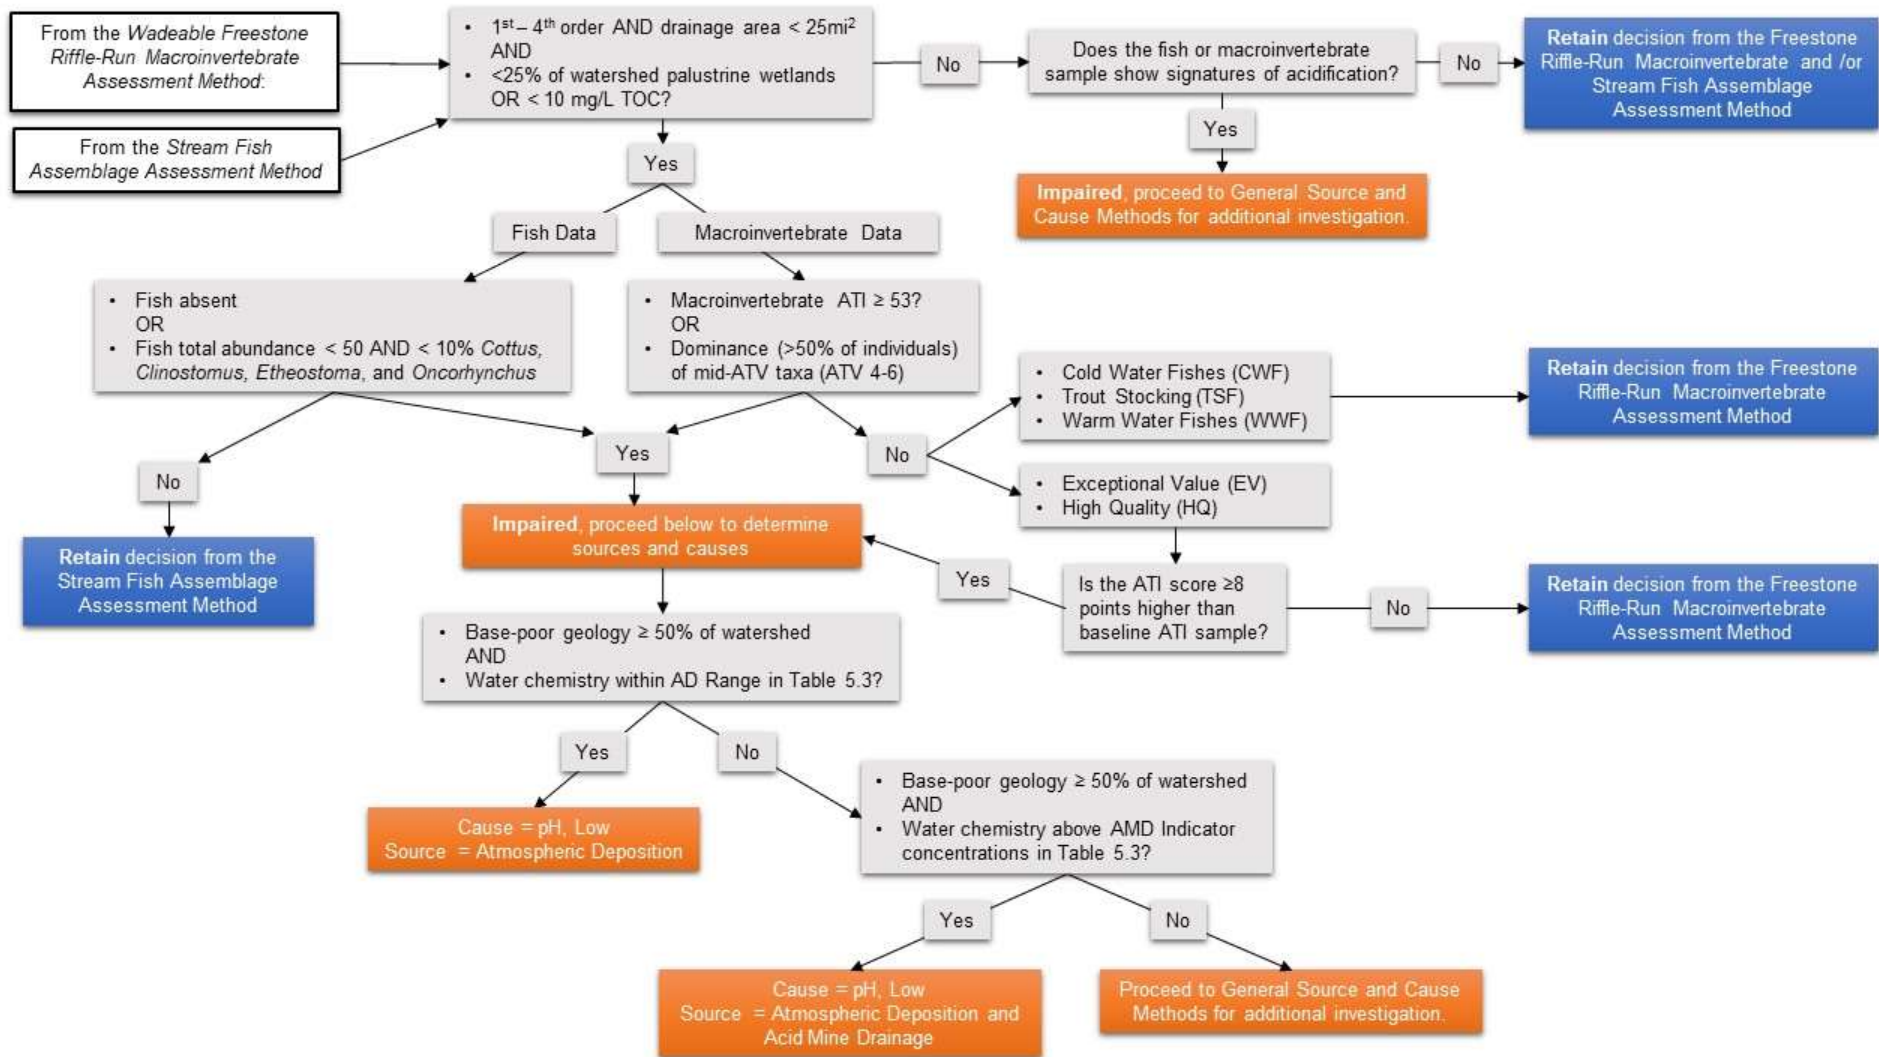 From the Wadeable Freestone
Riffle-Run Macroinvertebrate
Assessment Method:
From the Stream Fish
Assemblage Assessment Method
• 1st – 4th order AND drainage area < 25mi2
AND
• <25% of watershed palustrine wetlands
OR < 10 mg/L TOC?
No
Does the fish or macroinvertebrate
sample show signatures of acidification?
No
Retain decision from the Freestone
Riffle-Run Macroinvertebrate and /or
Stream Fish Assemblage
Assessment Method
Yes
Impaired, proceed to General Source and
Cause Methods for additional investigation.
Yes
Fish Data
Macroinvertebrate Data
• Fish absent
OR
• Fish total abundance < 50 AND < 10% Cottus,
Clinostomus, Etheostoma, and Oncorhynchus
• Macroinvertebrate ATI ≥ 53?
OR
• Dominance (>50% of individuals)
of mid-ATV taxa (ATV 4-6)
• Cold Water Fishes (CWF)
• Trout Stocking (TSF)
• Warm Water Fishes (WWF)
Retain decision from the Freestone
Riffle-Run Macroinvertebrate
Assessment Method
No
Yes
No
• Exceptional Value (EV)
• High Quality (HQ)
Retain decision from the
Stream Fish Assemblage
Assessment Method
Impaired, proceed below to determine
sources and causes
Yes
Is the ATI score ≥8
points higher than
baseline ATI sample?
No
Retain decision from the Freestone
Riffle-Run Macroinvertebrate
Assessment Method
• Base-poor geology ≥ 50% of watershed
AND
• Water chemistry within AD Range in Table 5.3?
Yes
No
Cause = pH, Low
Source = Atmospheric Deposition
• Base-poor geology ≥ 50% of watershed
AND
• Water chemistry above AMD Indicator
concentrations in Table 5.3?
Yes
No
Cause = pH, Low
Source = Atmospheric Deposition and
Acid Mine Drainage
Proceed to General Source and Cause
Methods for additional investigation.